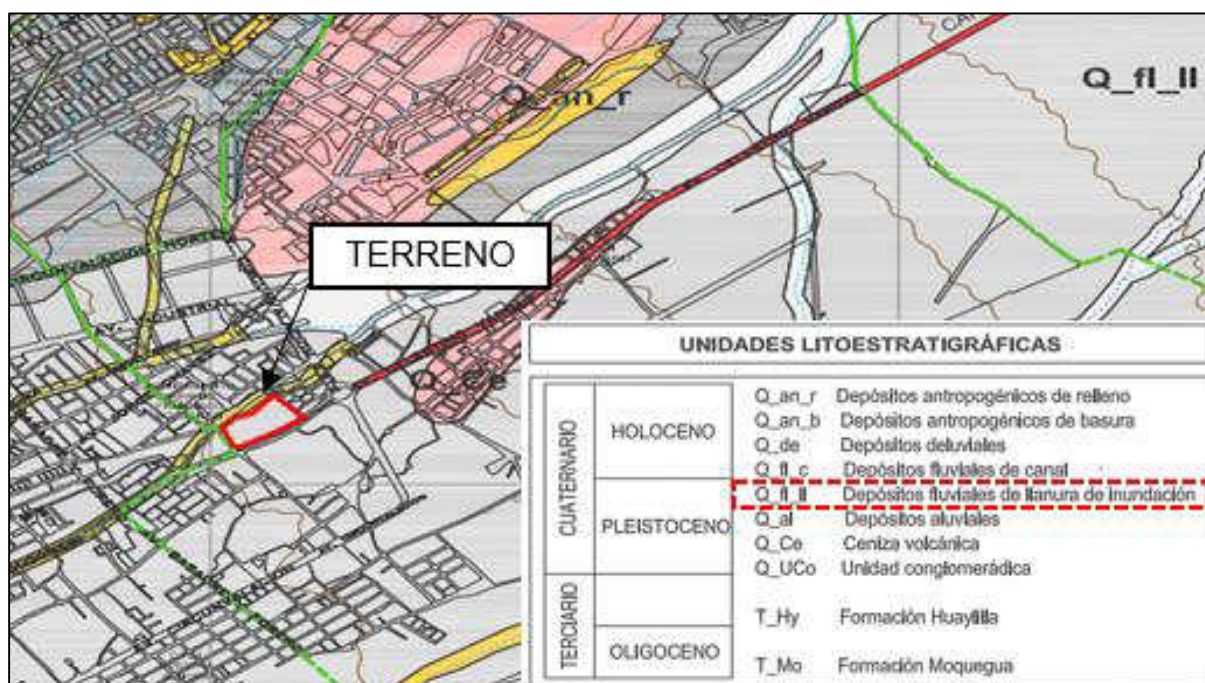 Q_fl_ll
Q_an_r
TERRENO
UNIDADES LITOESTRATIGRÁFICAS
CUATERNARIO
HOLOCENO
Q_an_r Depósitos antropogénicos de relleno
Q_an_b Depósitos antropogénicos de basura
Q_de Depósitos deluviales
Q_fl_c Depósitos fluviales de canal
PLEISTOCENO
Q_fl_ll Depósitos fluviales de llanura de inundación
Q_al Depósitos aluviales
Q_Ce Ceniza volcánica
Q_UCo Unidad conglomerádica
TERCIARIO
T_Hy Formación Huaylilla
OLIGOCENO
T_Mo Formación Moquegua